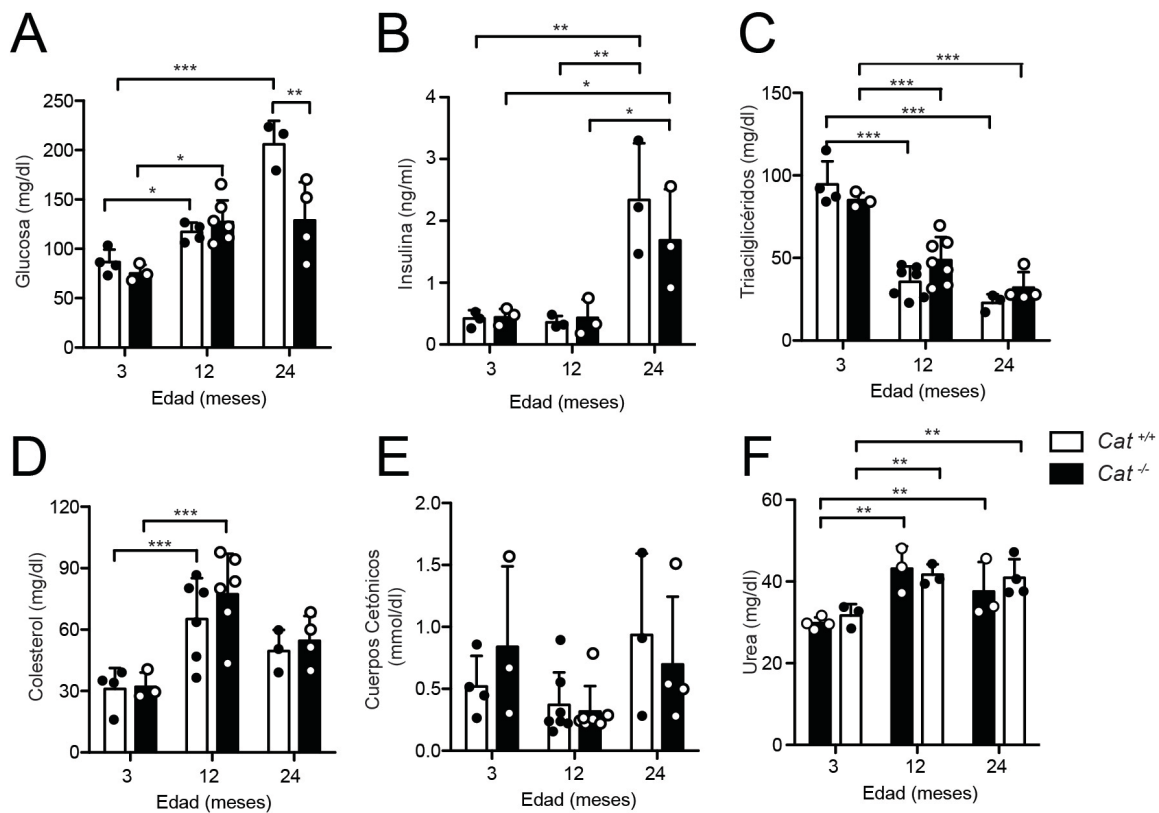 A
***
**
*
*
250
200
150
100
50
0
Glucosa (mg/dl)
3 12 24
Edad (meses)
B
**
**
*
*
4
3
2
1
0
Insulina (ng/ml)
3 12 24
Edad (meses)
C
***
***
***
***
150
100
50
0
Triacilglicéridos (mg/dl)
3 12 24
Edad (meses)
D
***
***
120
90
60
30
0
Colesterol (mg/dl)
3 12 24
Edad (meses)
E
2.0
1.5
1.0
0.5
0.0
Cuerpos Cetónicos
(mmol/dl)
3 12 24
Edad (meses)
Cat +/+
Cat -/-
F
**
**
**
**
60
40
20
0
Urea (mg/dl)
3 12 24
Edad (meses)